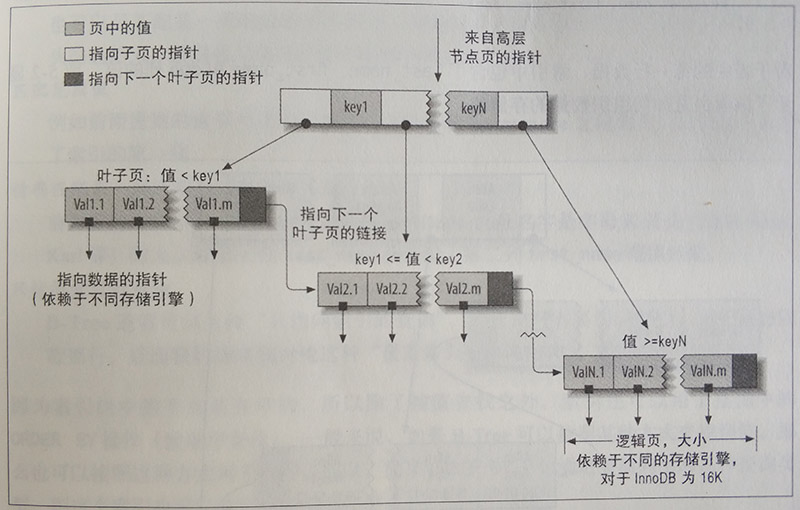 页中的值
指向子页的指针
指向下一个叶子页的指针
来自高层
节点页的指针
key1
keyN
叶子页：值 < key1
Val1.1
Val1.2
Val1.m
指向下一个
叶子页的链接
指向数据的指针
（依赖于不同存储引擎）
key1 <= 值 < key2
Val2.1
Val2.2
Val2.m
值 >=keyN
ValN.1
ValN.2
ValN.m
逻辑页，大小
依赖于不同的存储引擎，
对于 InnoDB 为 16K